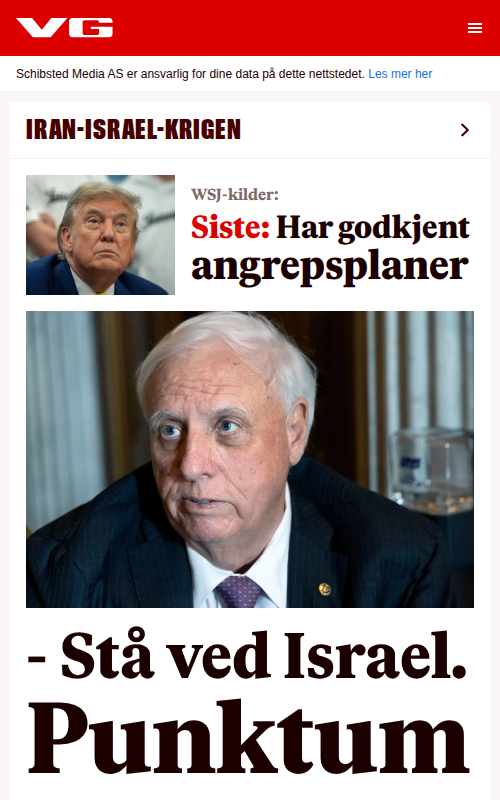 VG
Schibsted Media AS er ansvarlig for dine data på dette nettstedet. Les mer her
IRAN-ISRAEL-KRIGEN
WSJ-kilder:
Siste: Har godkjent
angrepsplaner
- Stå ved Israel.
Punktum